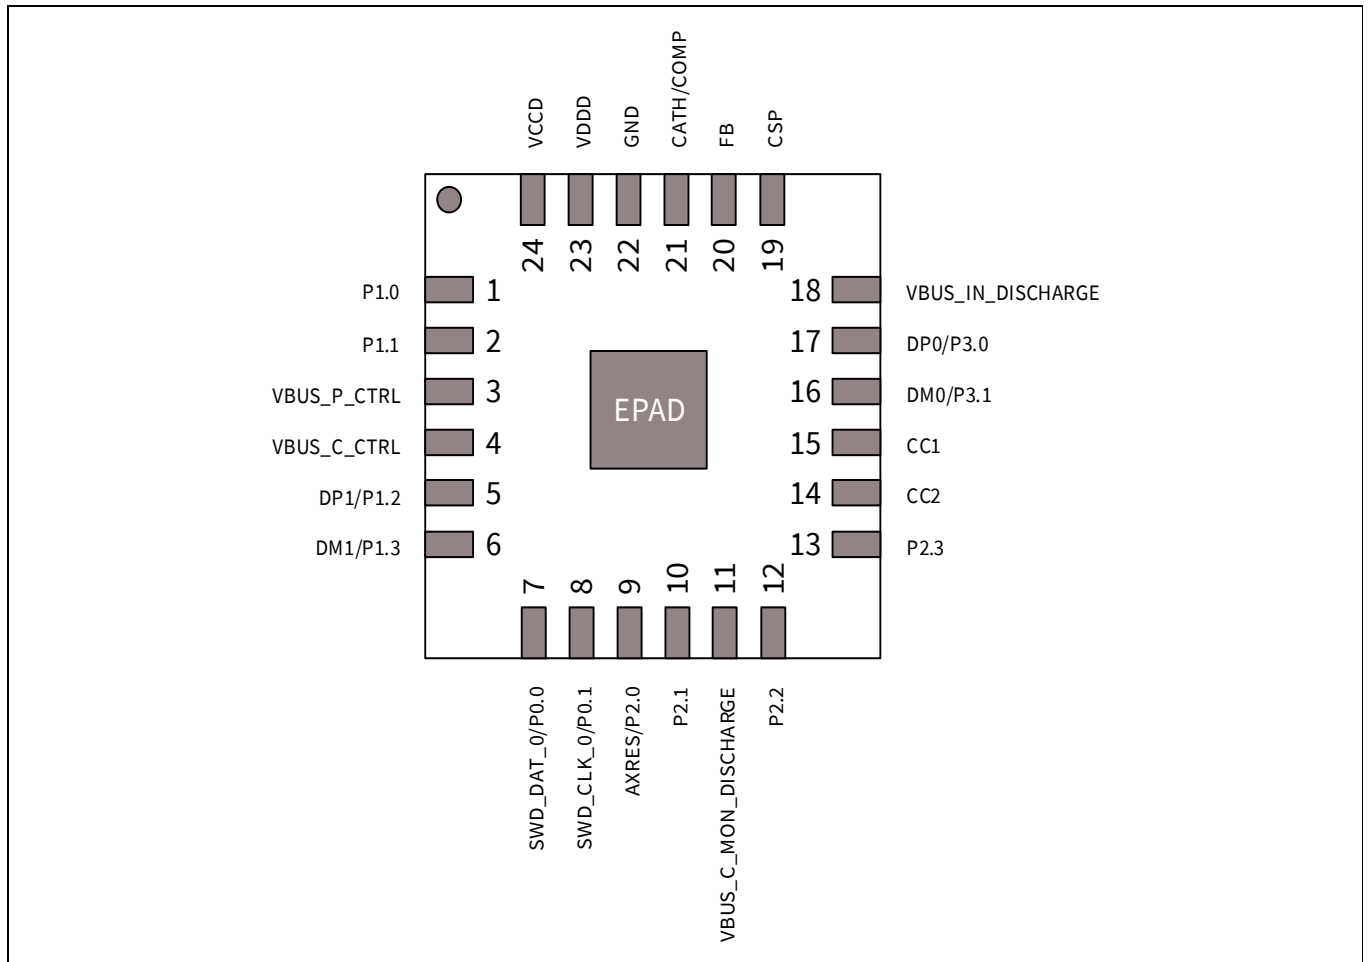 VCCD
VDDD
GND
CATH/COMP
FB
CSP
24
23
22
21
20
19
P1.0
1
P1.1
2
VBUS_P_CTRL
3
VBUS_C_CTRL
4
DP1/P1.2
5
DM1/P1.3
6
EPAD
18
VBUS_IN_DISCHARGE
17
DP0/P3.0
16
DM0/P3.1
15
CC1
14
CC2
13
P2.3
7
8
9
10
11
12
SWD_DAT_0/P0.0
SWD_CLK_0/P0.1
AXRES/P2.0
P2.1
VBUS_C_MON_DISCHARGE
P2.2